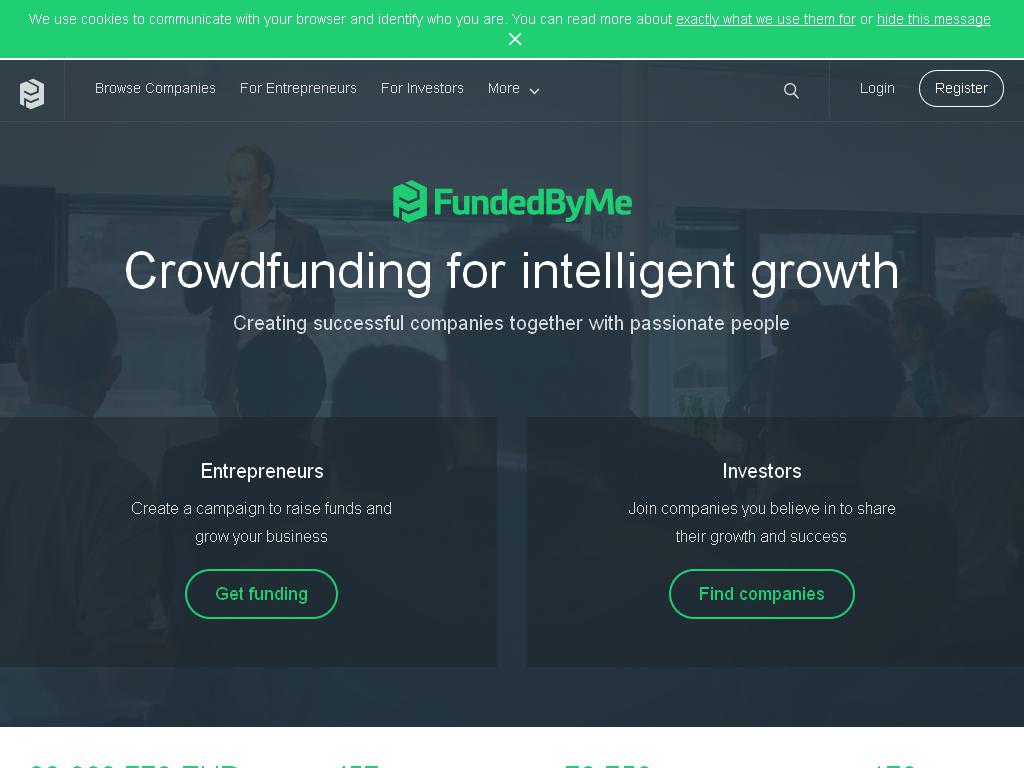 We use cookies to communicate with your browser and identify who you are. You can read more about exactly what we use them for or hide this message
Browse Companies For Entrepreneurs For Investors More Login Register
FundedByMe
Crowdfunding for intelligent growth
Creating successful companies together with passionate people
Entrepreneurs
Create a campaign to raise funds and
grow your business
Get funding
Investors
Join companies you believe in to share
their growth and success
Find companies